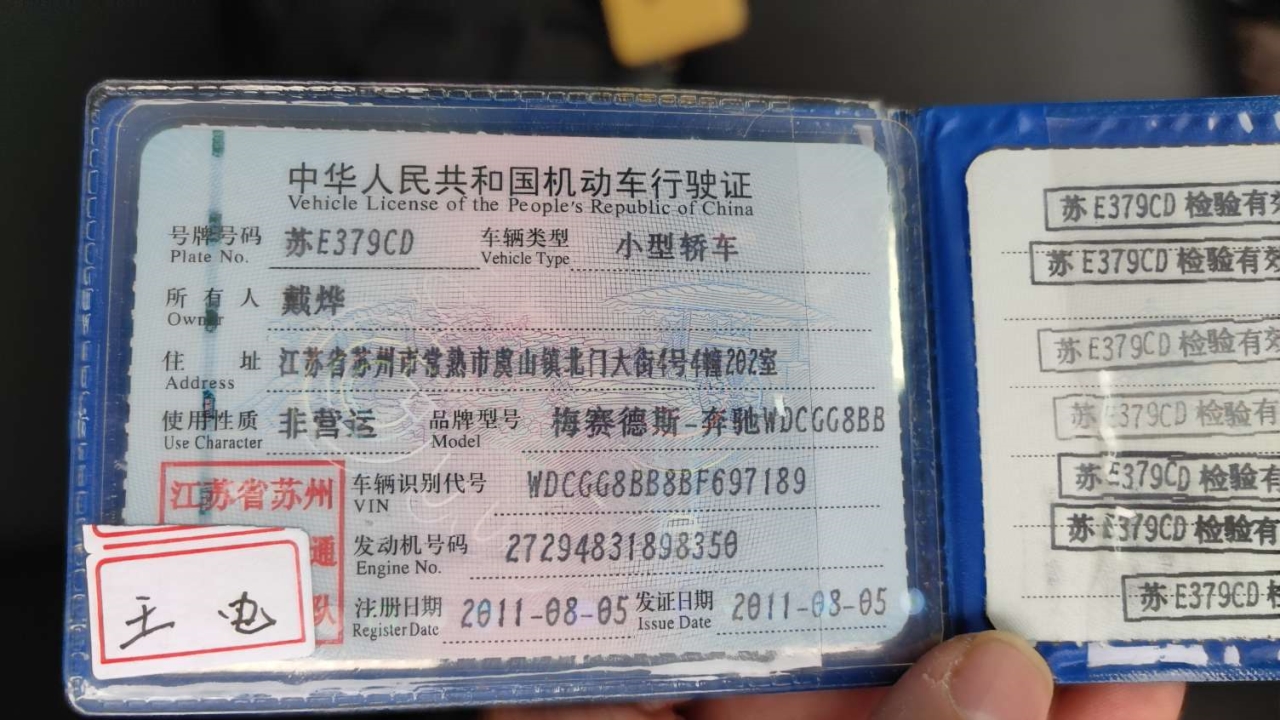 中华人民共和国机动车行驶证
Vehicle License of the People's Republic of China
号牌号码 苏E379CD 车辆类型 小型轿车
Plate No. Vehicle Type
所有人 戴烨
Owner
住址 江苏省苏州市常熟市虞山镇北门大街4号4幢202室
Address
使用性质 非营运 品牌型号 梅赛德斯-奔驰WDCGG8BB
Use Character Model
江苏省苏州
车辆识别代号 WDCGG8BB8BF697189
VIN
通
发动机号码 27294831898350
Engine No.
队
注册日期 2011-08-05 发证日期 2011-08-05
Register Date Issue Date
王 电
苏E379CD 检验有效
苏E379CD 检验有效
苏E379CD 检验有
苏E379CD 检验有
苏E379CD 检验有
苏E379CD 检验有
苏E379CD